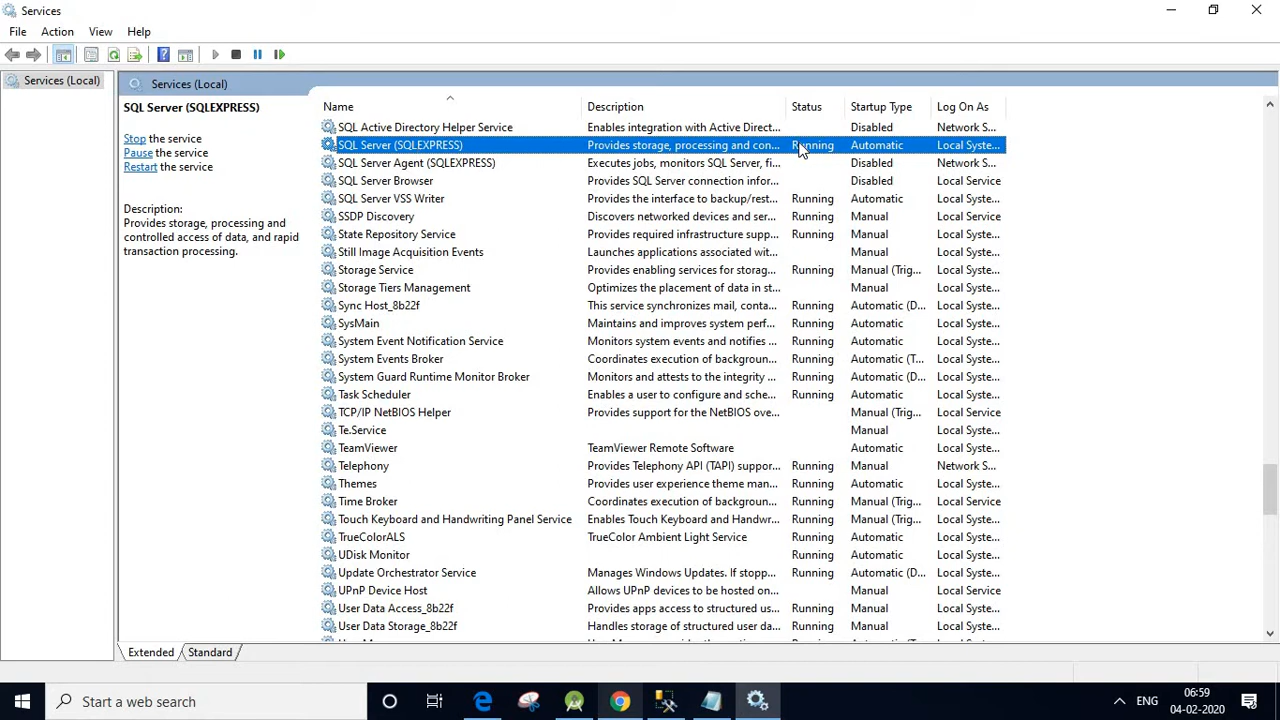 Services
File Action View Help
Services (Local)
Services (Local)
SQL Server (SQLEXPRESS)
Stop the service
Pause the service
Restart the service
Description:
Provides storage, processing and
controlled access of data, and rapid
transaction processing.
Name Description Status Startup Type Log On As
SQL Active Directory Helper Service Enables integration with Active Direct... Disabled Network S...
SQL Server (SQLEXPRESS) Provides storage, processing and con... Running Automatic Local Syste...
SQL Server Agent (SQLEXPRESS) Executes jobs, monitors SQL Server, fi... Disabled Network S...
SQL Server Browser Provides SQL Server connection infor... Disabled Local Service
SQL Server VSS Writer Provides the interface to backup/rest... Running Automatic Local Syste...
SSDP Discovery Discovers networked devices and ser... Running Manual Local Service
State Repository Service Provides required infrastructure supp... Running Manual Local Syste...
Still Image Acquisition Events Launches applications associated wit... Manual Local Syste...
Storage Service Provides enabling services for storag... Running Manual (Trig... Local Syste...
Storage Tiers Management Optimizes the placement of data in st... Manual Local Syste...
Sync Host_8b22f This service synchronizes mail, conta... Running Automatic (D... Local Syste...
SysMain Maintains and improves system perf... Running Automatic Local Syste...
System Event Notification Service Monitors system events and notifies ... Running Automatic Local Syste...
System Events Broker Coordinates execution of backgroun... Running Automatic (T... Local Syste...
System Guard Runtime Monitor Broker Monitors and attests to the integrity ... Running Automatic (D... Local Syste...
Task Scheduler Enables a user to configure and sche... Running Automatic Local Syste...
TCP/IP NetBIOS Helper Provides support for the NetBIOS ove... Manual (Trig... Local Service
Te.Service Manual Local Syste...
TeamViewer TeamViewer Remote Software Automatic Local Syste...
Telephony Provides Telephony API (TAPI) suppor... Running Manual Network S...
Themes Provides user experience theme man... Running Automatic Local Syste...
Time Broker Coordinates execution of backgroun... Running Manual (Trig... Local Service
Touch Keyboard and Handwriting Panel Service Enables Touch Keyboard and Handwr... Running Manual (Trig... Local Syste...
TrueColorALS TrueColor Ambient Light Service Running Automatic Local Syste...
UDisk Monitor Running Automatic Local Syste...
Update Orchestrator Service Manages Windows Updates. If stopp... Running Automatic (D... Local Syste...
UPnP Device Host Allows UPnP devices to be hosted on... Manual Local Service
User Data Access_8b22f Provides apps access to structured us... Running Manual Local Syste...
User Data Storage_8b22f Handles storage of structured user da... Running Manual Local Syste...
Extended Standard
Start a web search ENG 06:59
04-02-2020